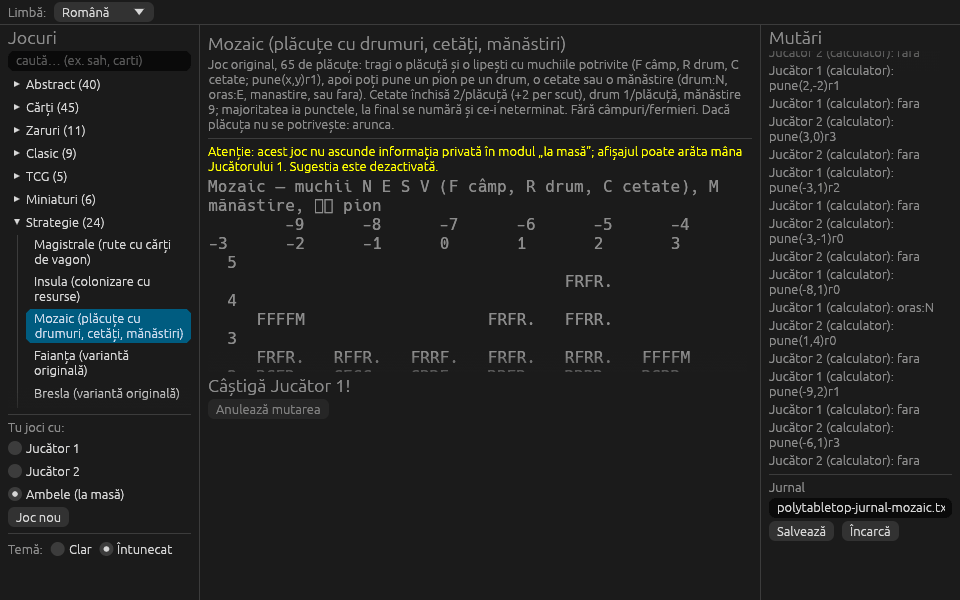 Limbă: Română
Jocuri
caută... (ex. sah, carti)
Abstract (40)
Cărți (45)
Zaruri (11)
Clasic (9)
TCG (5)
Miniaturi (6)
Strategie (24)
Magistrale (rute cu cărți
de vagon)
Insula (colonizare cu
resurse)
Mozaic (plăcuțe cu
drumuri, cetăți, mănăstiri)
Faianța (variantă
originală)
Bresla (variantă originală)
Tu joci cu:
Jucător 1
Jucător 2
Ambele (la masă)
Joc nou
Temă: Clar Întunecat
Mozaic (plăcuțe cu drumuri, cetăți, mănăstiri)
Joc original, 65 de plăcuțe: tragi o plăcuță și o lipești cu muchiile potrivite (F câmp, R drum, C
cetate; pune(x,y)r1), apoi poți pune un pion pe un drum, o cetate sau o mănăstire (drum:N,
oras:E, manastire, sau fara). Cetate închisă 2/plăcuță (+2 per scut), drum 1/plăcuță, mănăstire
9; majoritatea ia punctele, la final se numără și ce-i neterminat. Fără câmpuri/fermieri. Dacă
plăcuța nu se potrivește: arunca.
Atenție: acest joc nu ascunde informația privată în modul „la masă”; afișajul poate arăta mâna
Jucătorului 1. Sugestia este dezactivată.
Mozaic — muchii N E S V (F câmp, R drum, C cetate), M
mănăstire, pion
-9 -8 -7 -6 -5 -4
-3 -2 -1 0 1 2 3
5
FRFR.
4
FFFFM FRFR. FFRR.
3
FRFR. RFFR. FRRF. FRFR. RFRR. FFFFM
Câștigă Jucător 1!
Anulează mutarea
Mutări
Jucător 2 (calculator): fara
Jucător 1 (calculator):
pune(2,-2)r1
Jucător 1 (calculator): fara
Jucător 2 (calculator):
pune(3,0)r3
Jucător 2 (calculator): fara
Jucător 1 (calculator):
pune(-3,1)r2
Jucător 1 (calculator): fara
Jucător 2 (calculator):
pune(-3,-1)r0
Jucător 2 (calculator): fara
Jucător 1 (calculator):
pune(-8,1)r0
Jucător 1 (calculator): oras:N
Jucător 2 (calculator):
pune(1,4)r0
Jucător 2 (calculator): fara
Jucător 1 (calculator):
pune(-9,2)r1
Jucător 1 (calculator): fara
Jucător 2 (calculator):
pune(-6,1)r3
Jucător 2 (calculator): fara
Jurnal
polytabletop-jurnal-mozaic.tx
Salvează Încarcă